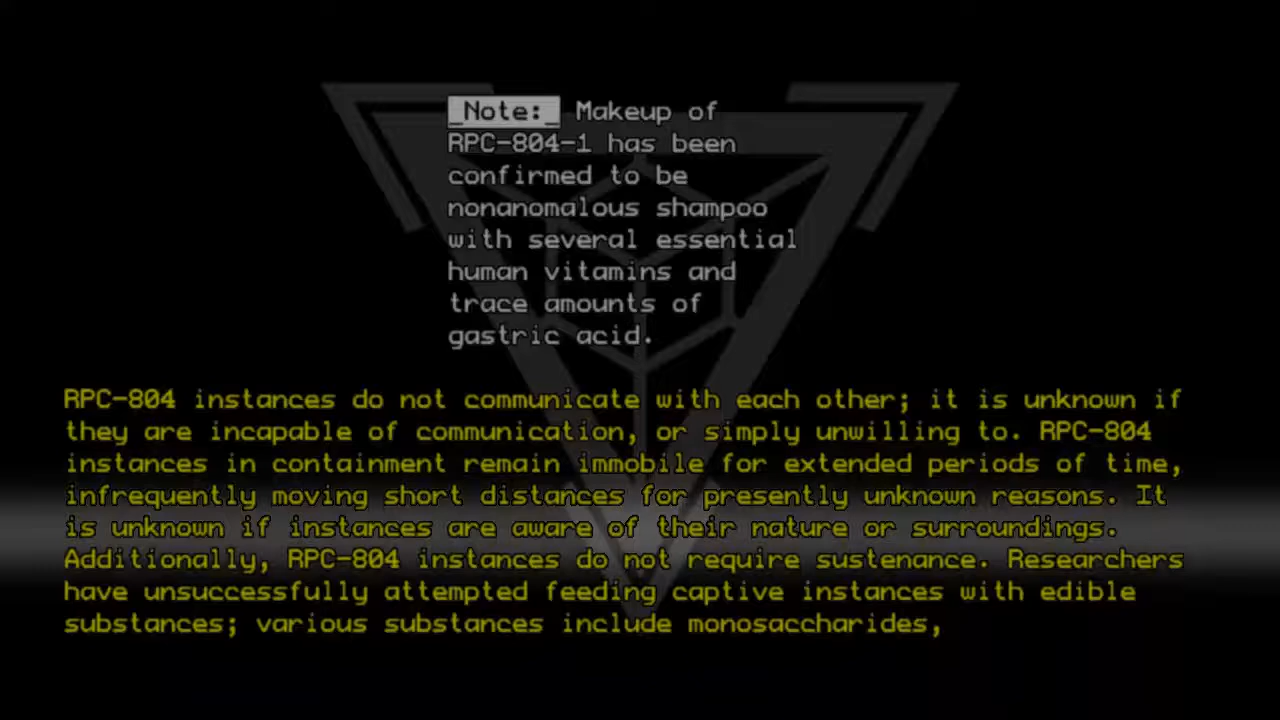 _Note:_ Makeup of
RPC-804-1 has been
confirmed to be
nonanomalous shampoo
with several essential
human vitamins and
trace amounts of
gastric acid.
RPC-804 instances do not communicate with each other; it is unknown if
they are incapable of communication, or simply unwilling to. RPC-804
instances in containment remain immobile for extended periods of time,
infrequently moving short distances for presently unknown reasons. It
is unknown if instances are aware of their nature or surroundings.
Additionally, RPC-804 instances do not require sustenance. Researchers
have unsuccessfully attempted feeding captive instances with edible
substances; various substances include monosaccharides,